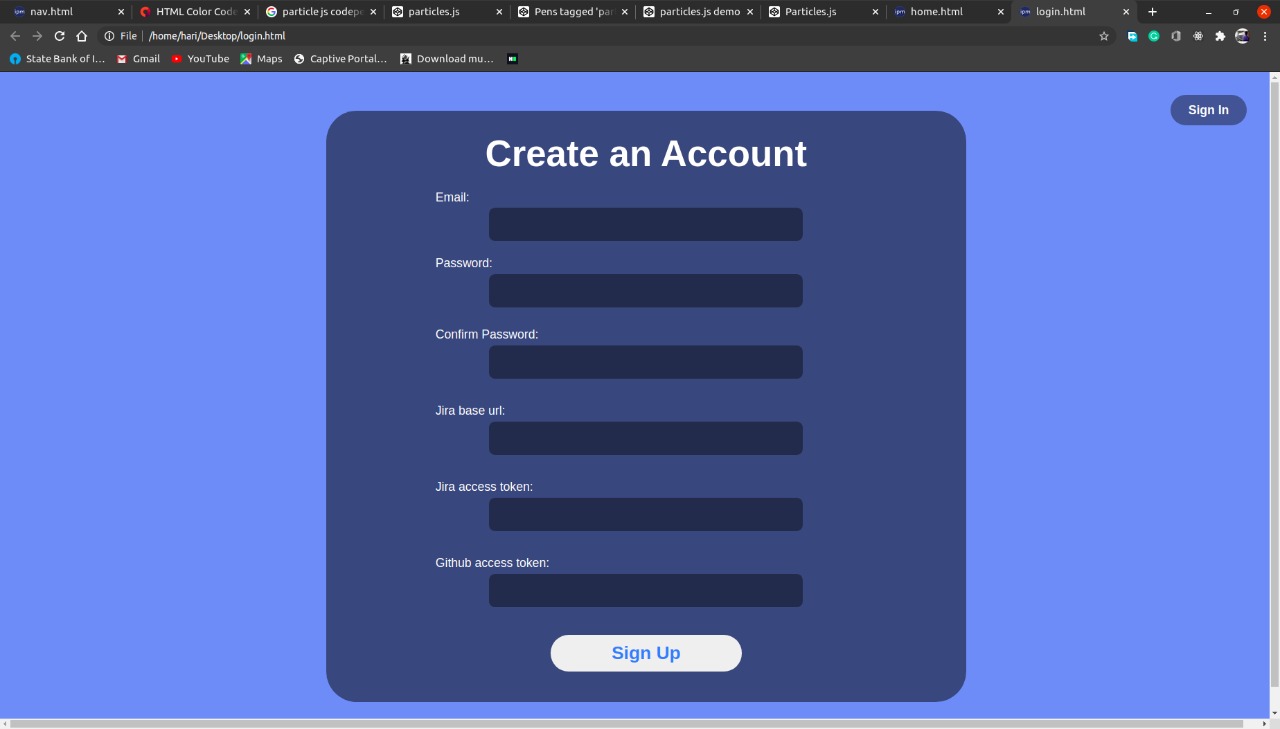 nav.html
HTML Color Code
particle js codepe
particles.js
Pens tagged 'par
particles.js demo
Particles.js
home.html
login.html
File
/home/hari/Desktop/login.html
State Bank of I...
Gmail
YouTube
Maps
Captive Portal...
Download mu...
Sign In
Create an Account
Email:
Password:
Confirm Password:
Jira base url:
Jira access token:
Github access token:
Sign Up